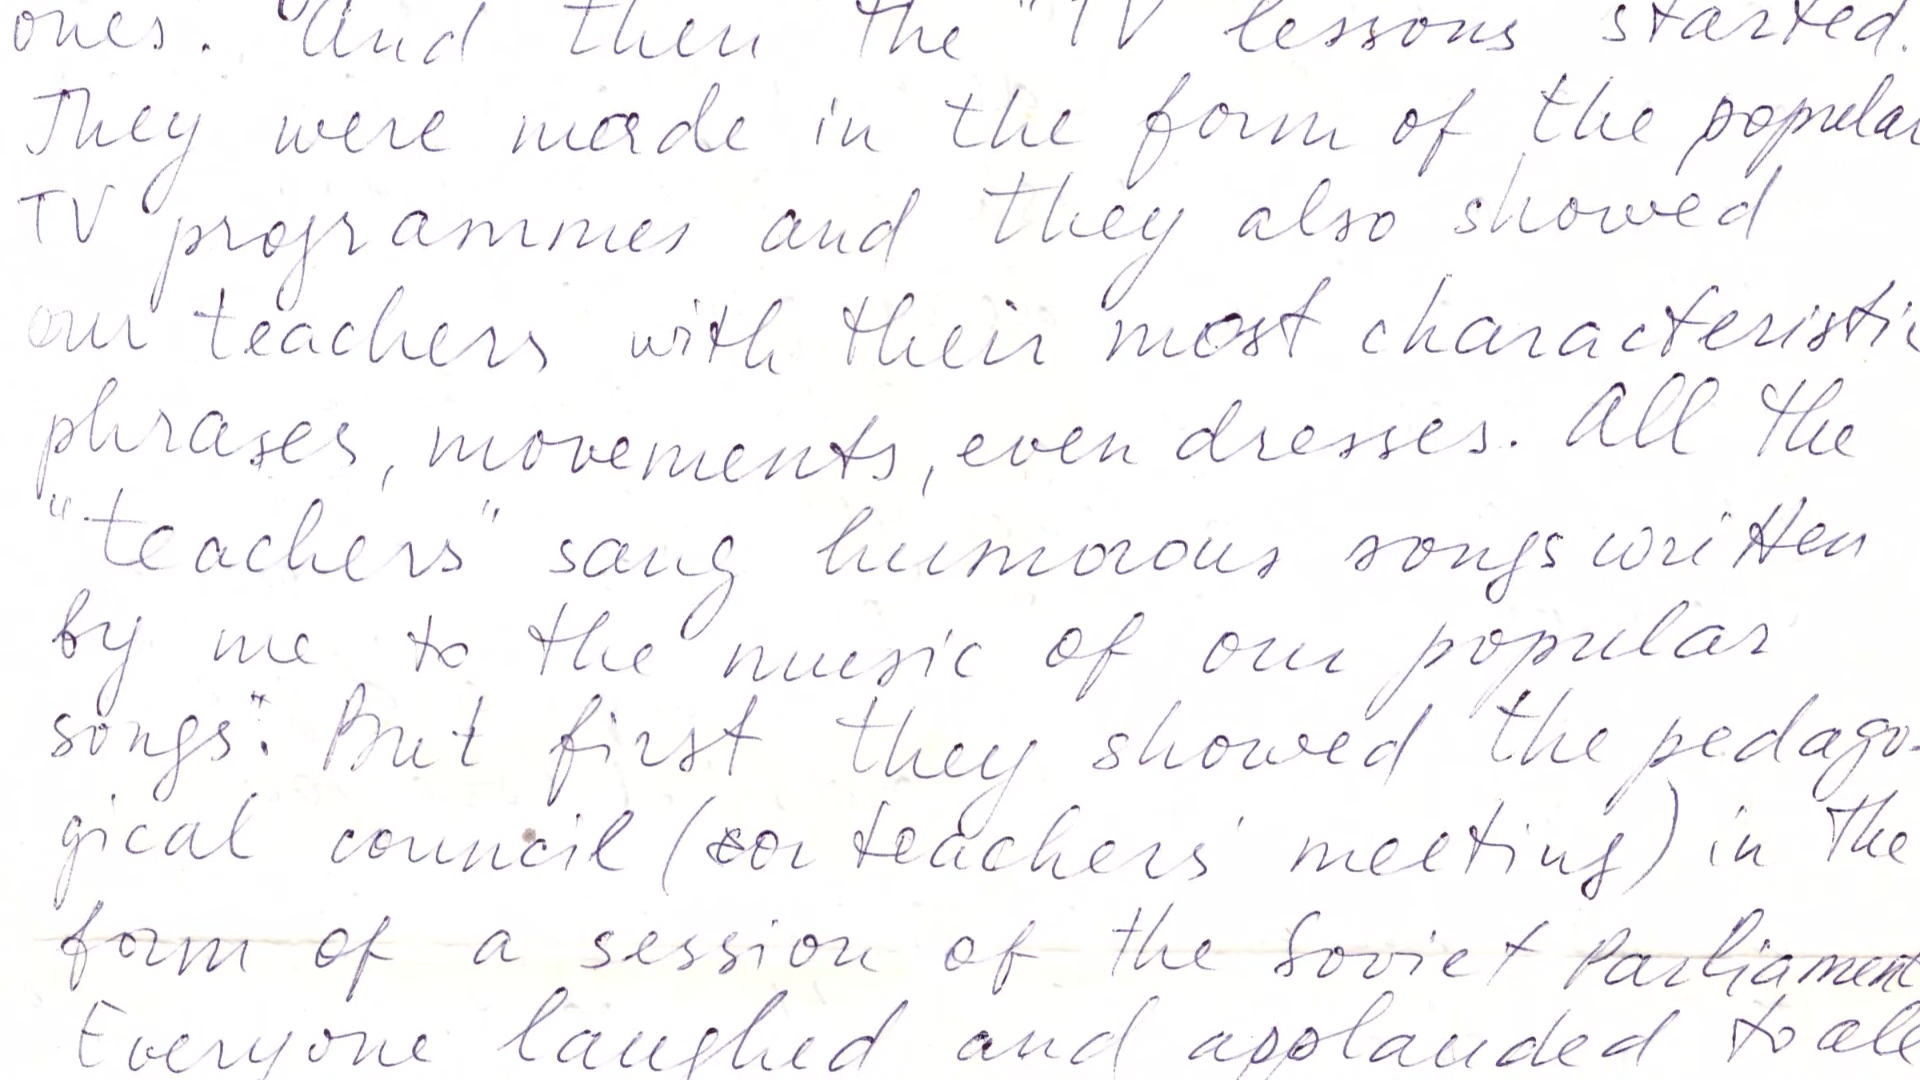 ones. And then the "TV lessons started.
They were made in the form of the popular
TV programmes and they also showed
our teachers with their most characteristic
phrases, movements, even dresses. All the
"teachers" sang humorous songs written
by me to the music of our popular
songs". But first they showed the pedago-
gical council (or teachers' meeting) in the
form of a session of the Soviet Parliament
Everyone laughed and applauded to all